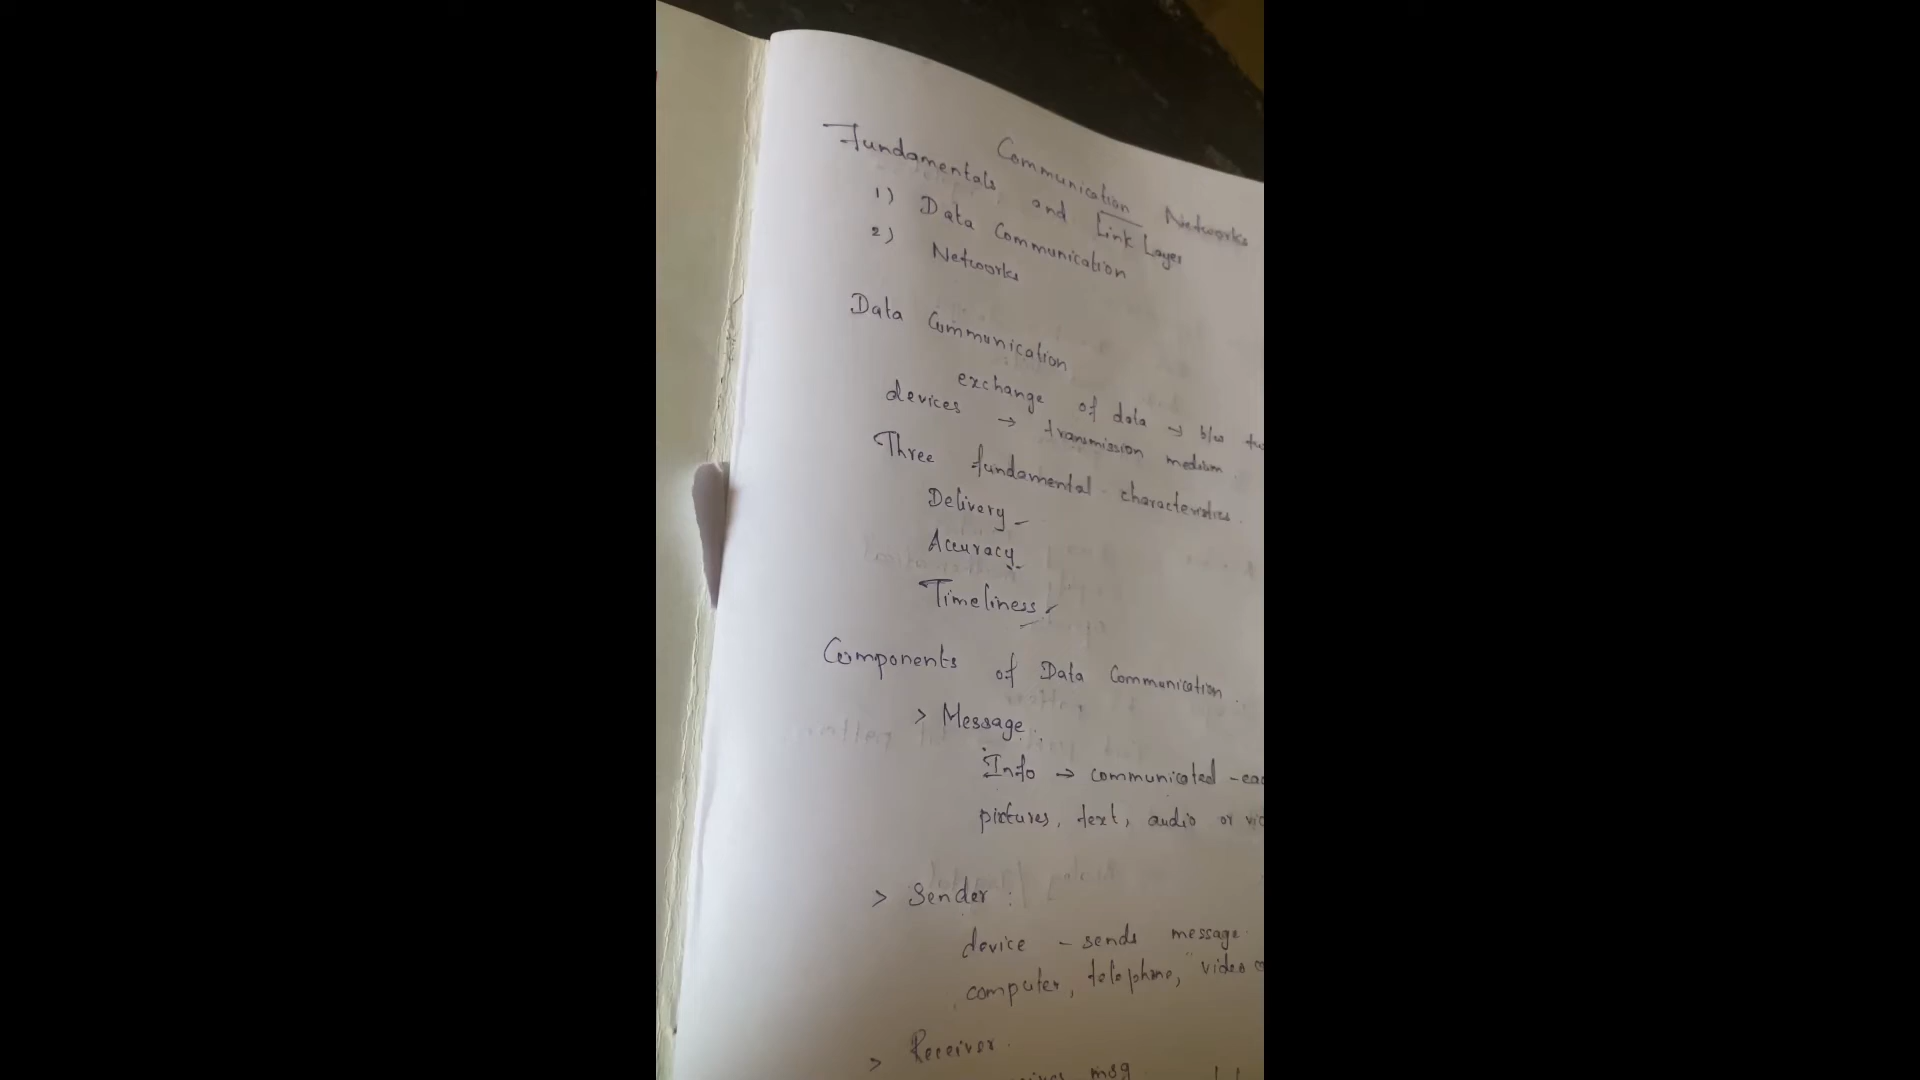 Communication Networks
Fundamentals and Link Layer
1) Data Communication
2) Networks
Data Communication
exchange of data → b/w
devices → transmission medium.
Three fundamental characteristics.
Delivery
Accuracy
Timeliness
Components of Data Communication.
> Message
Info → communicated -
pictures, text, audio or
> Sender :
device - sends message.
computer, telephone, video
> Receiver.
msg